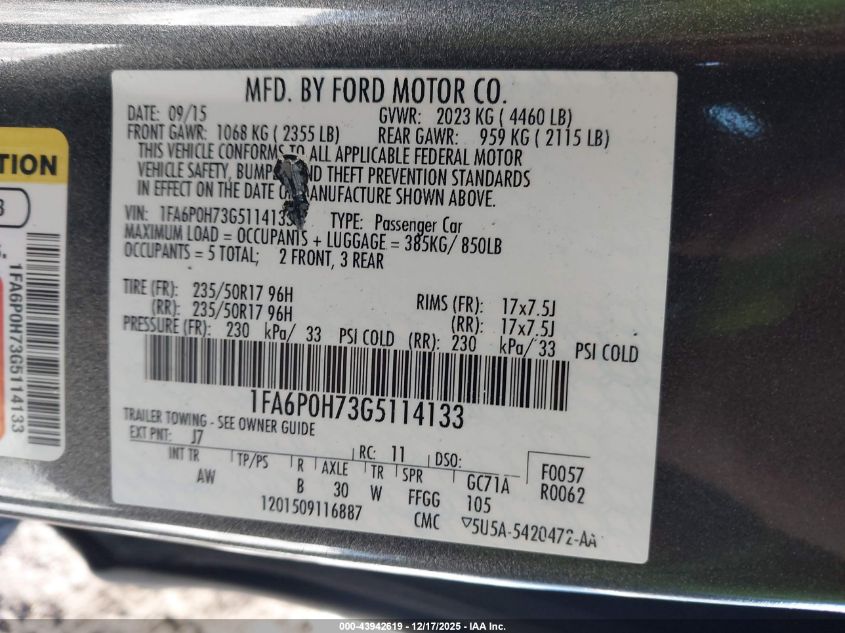 MFD. BY FORD MOTOR CO.
DATE: 09/15 GVWR: 2023 KG ( 4460 LB)
FRONT GAWR: 1068 KG ( 2355 LB) REAR GAWR: 959 KG ( 2115 LB)
THIS VEHICLE CONFORMS TO ALL APPLICABLE FEDERAL MOTOR
VEHICLE SAFETY, AND THEFT PREVENTION STANDARDS
IN EFFECT ON THE DATE OF MANUFACTURE SHOWN ABOVE.
VIN: 1FA6P0H73G5114133 TYPE: Passenger Car
MAXIMUM LOAD = OCCUPANTS + LUGGAGE = 385KG/ 850LB
OCCUPANTS = 5 TOTAL; 2 FRONT, 3 REAR
TIRE (FR): 235/50R17 96H RIMS (FR): 17x7.5J
(RR): 235/50R17 96H (RR): 17x7.5J
PRESSURE (FR): 230 kPa/ 33 PSI COLD (RR): 230 kPa/ 33 PSI COLD
1FA6P0H73G5114133
TRAILER TOWING - SEE OWNER GUIDE
EXT PNT: J7 RC: 11 DSO:
INT TR TP/PS R AXLE TR SPR GC71A F0057
AW B 30 W FFGG 105 R0062
1201509116887 CMC ▽5U5A-5420472-AA
1FA6P0H73G5114133
000-43942619 • 12/17/2025 • IAA Inc.